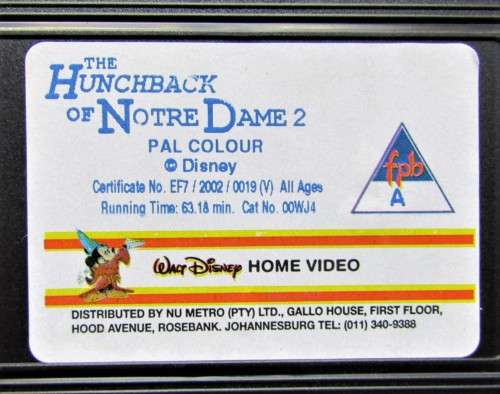 THE
HUNCHBACK
OF NOTRE DAME 2
PAL COLOUR
© Disney
Certificate No. EF7 / 2002 / 0019 (V) All Ages
Running Time: 63.18 min. Cat No. 00WJ4
fpb
A
WALT DISNEY HOME VIDEO
DISTRIBUTED BY NU METRO (PTY) LTD., GALLO HOUSE, FIRST FLOOR,
HOOD AVENUE, ROSEBANK. JOHANNESBURG TEL: (011) 340-9388